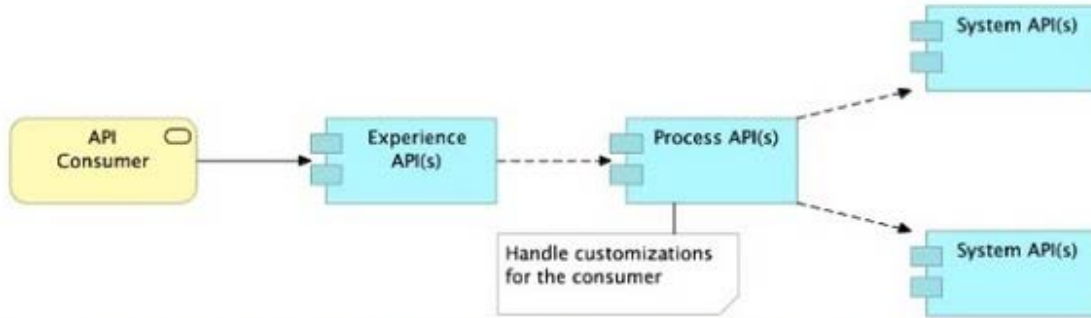 System API(s)
API
Consumer
Experience
API(s)
Process API(s)
Handle customizations
for the consumer
System API(s)